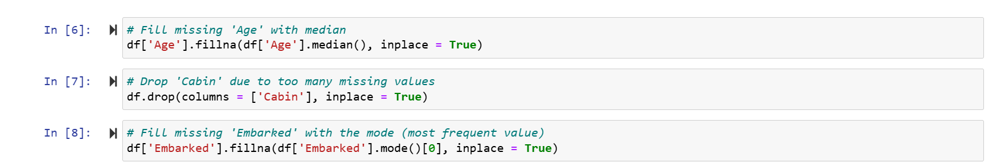 In [6]:
# Fill missing 'Age' with median
df['Age'].fillna(df['Age'].median(), inplace = True)
In [7]:
# Drop 'Cabin' due to too many missing values
df.drop(columns = ['Cabin'], inplace = True)
In [8]:
# Fill missing 'Embarked' with the mode (most frequent value)
df['Embarked'].fillna(df['Embarked'].mode()[0], inplace = True)